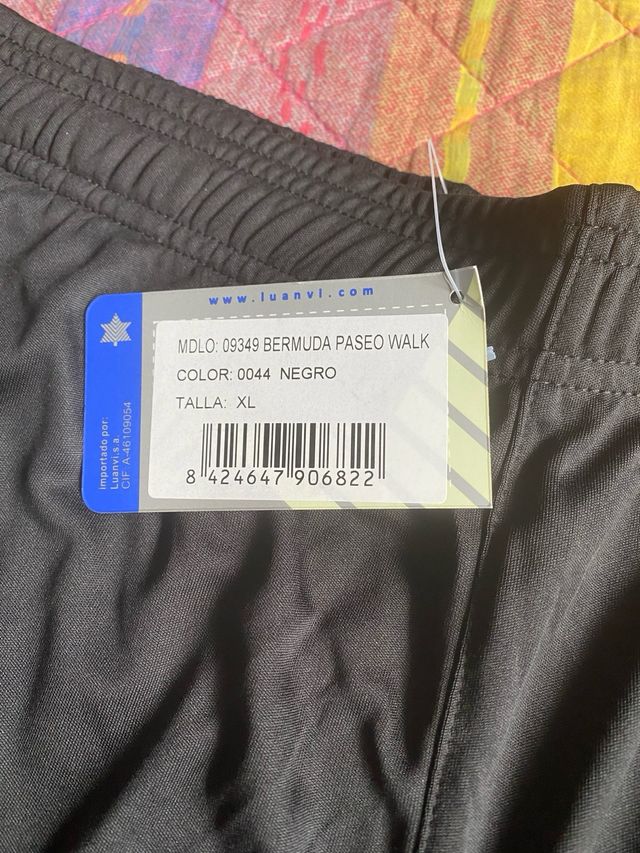 www.luanvi.com
MDLO: 09349 BERMUDA PASEO WALK
COLOR: 0044 NEGRO
TALLA: XL
8 424647 906822
importado por:
Luanvi,s.a
CIF A-46109054